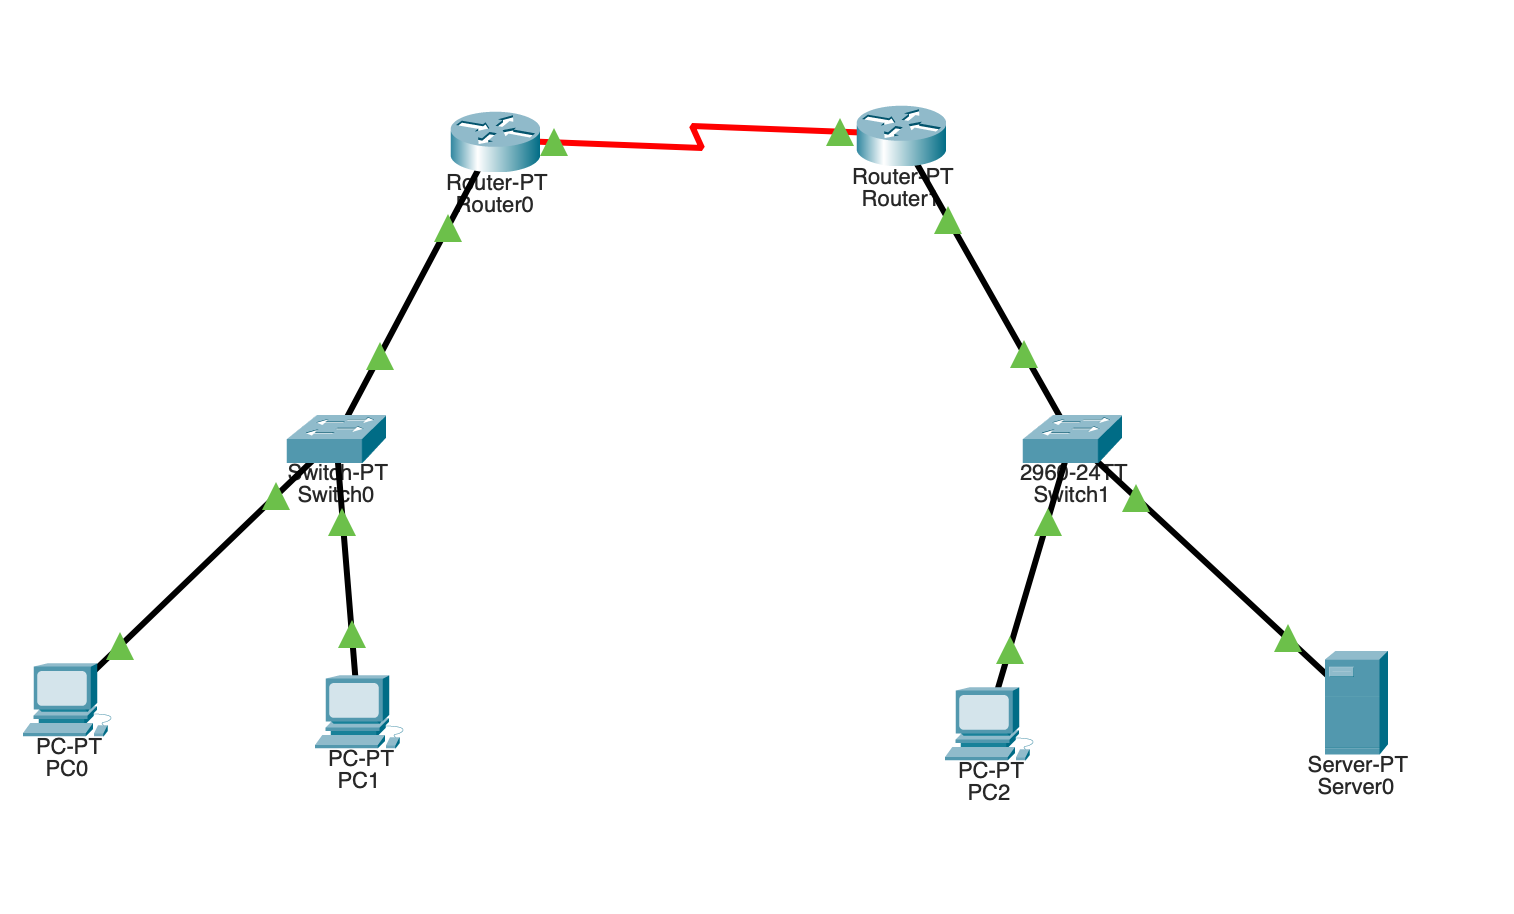 Router-PT
Router0
Router-PT
Router1
Switch-PT
Switch0
2960-24TT
Switch1
PC-PT
PC0
PC-PT
PC1
PC-PT
PC2
Server-PT
Server0